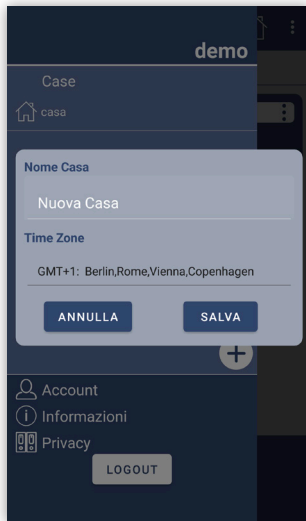 demo
Case
casa
Nome Casa
Nuova Casa
Time Zone
GMT+1: Berlin,Rome,Vienna,Copenhagen
ANNULLA
SALVA
Account
Informazioni
Privacy
LOGOUT